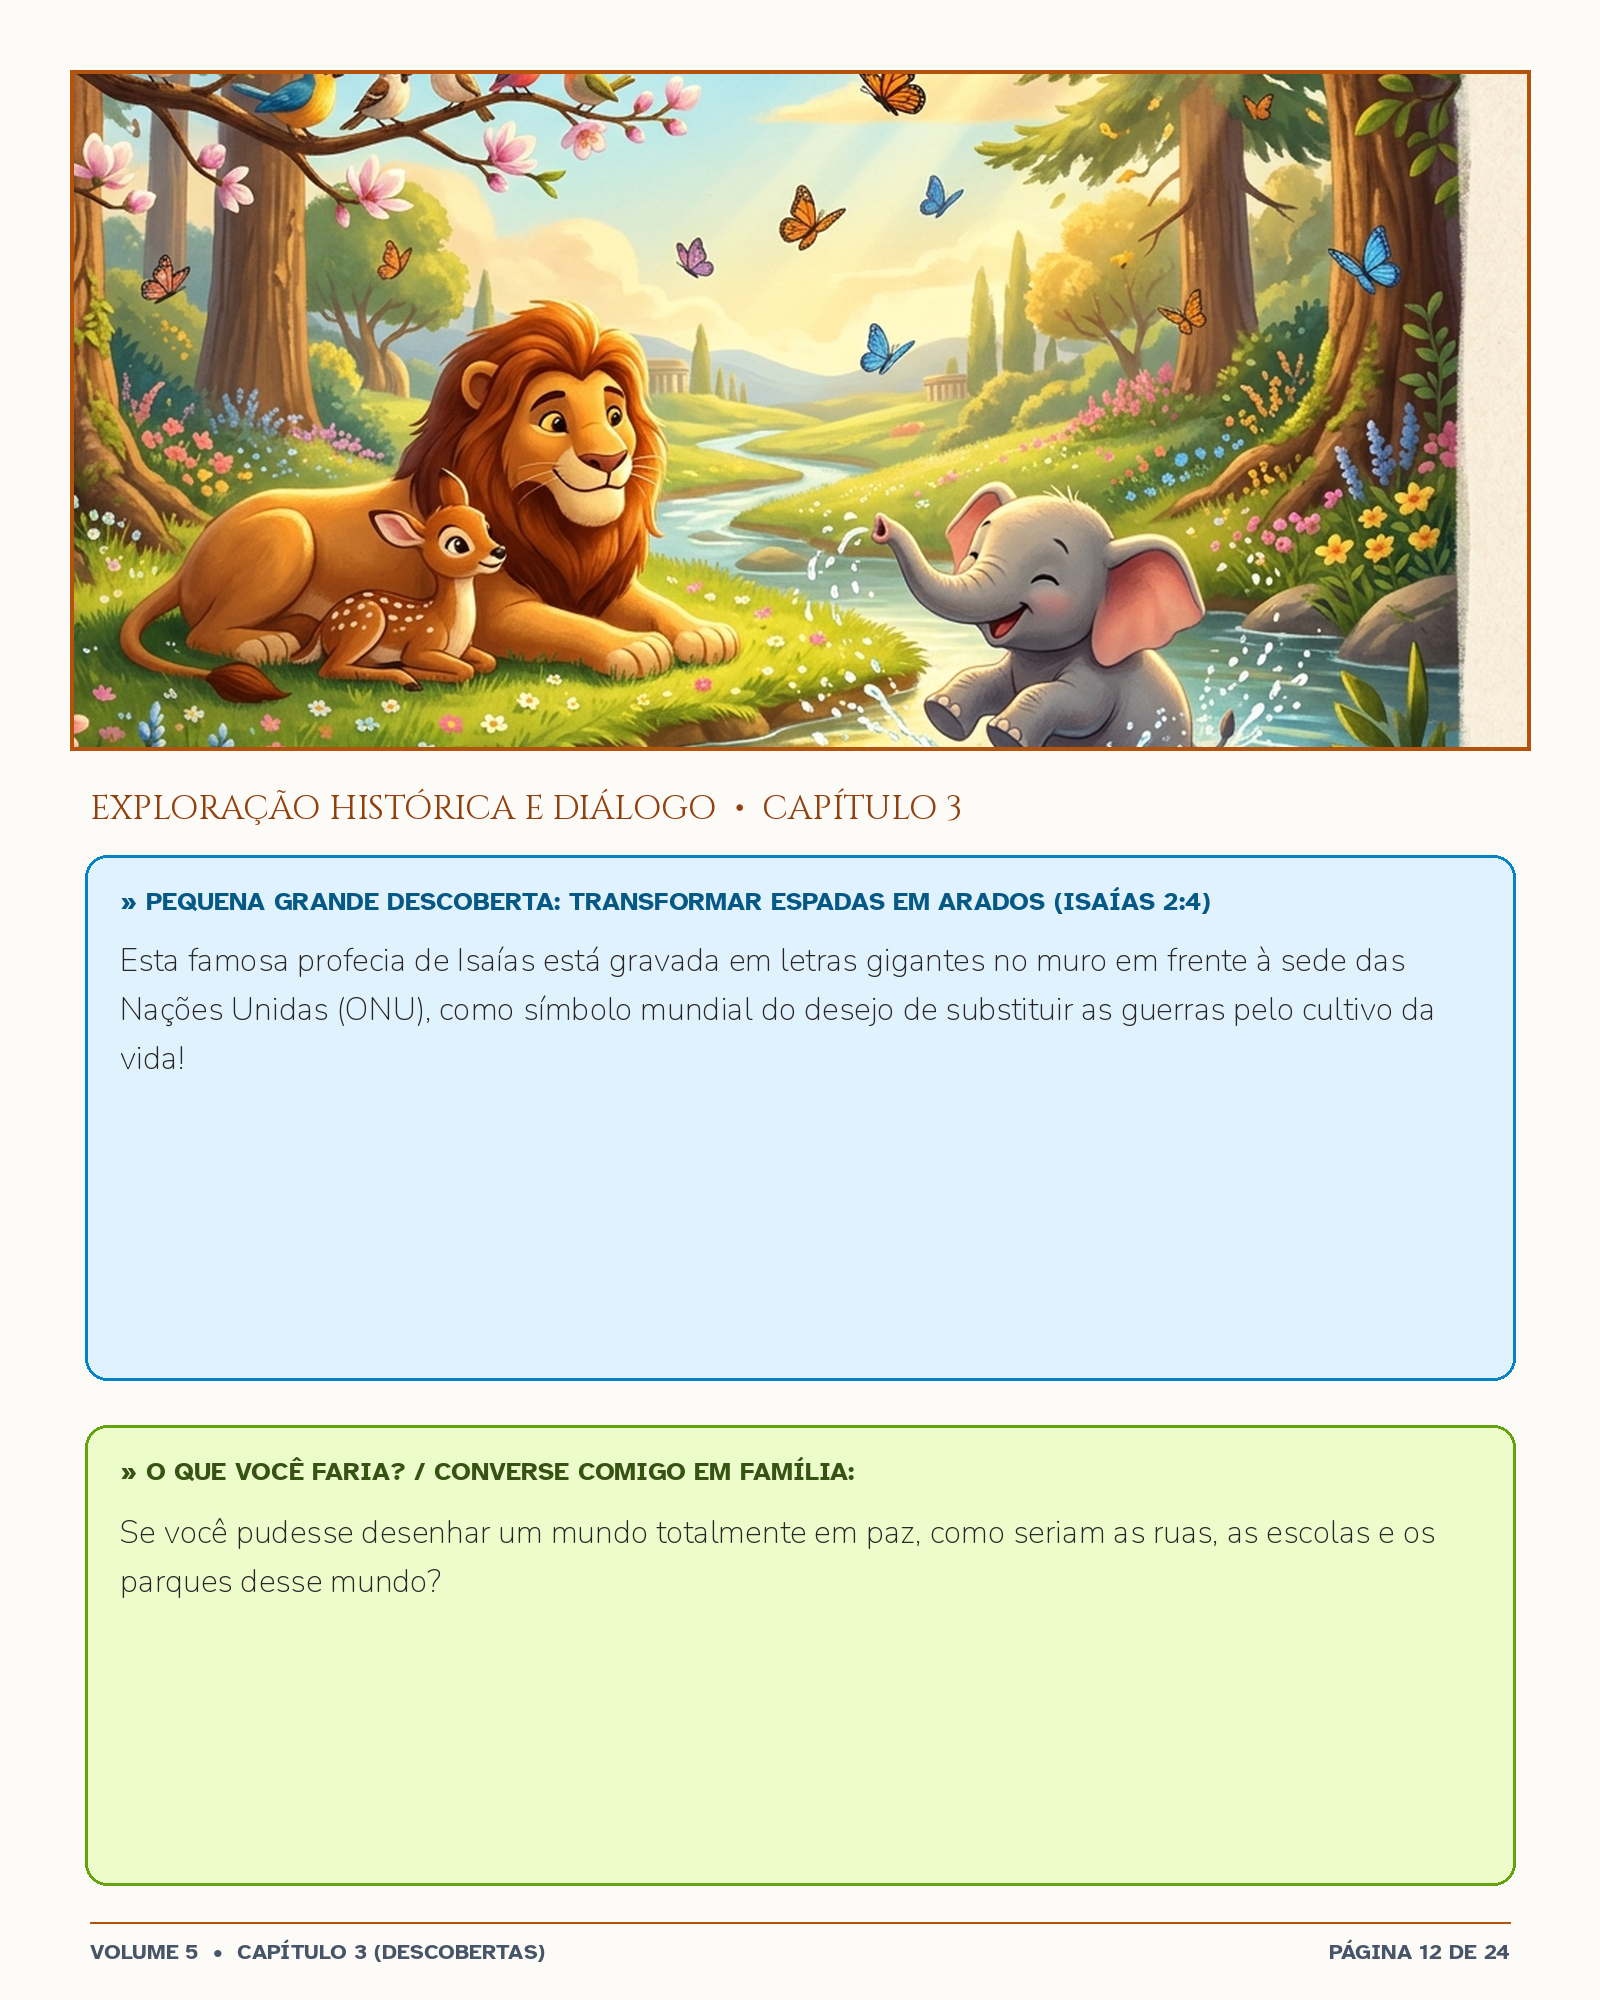 EXPLORAÇÃO HISTÓRICA E DIÁLOGO • CAPÍTULO 3
» PEQUENA GRANDE DESCOBERTA: TRANSFORMAR ESPADAS EM ARADOS (ISAÍAS 2:4)
Esta famosa profecia de Isaías está gravada em letras gigantes no muro em frente à sede das
Nações Unidas (ONU), como símbolo mundial do desejo de substituir as guerras pelo cultivo da
vida!
» O QUE VOCÊ FARIA? / CONVERSE COMIGO EM FAMÍLIA:
Se você pudesse desenhar um mundo totalmente em paz, como seriam as ruas, as escolas e os
parques desse mundo?
VOLUME 5 • CAPÍTULO 3 (DESCOBERTAS)
PÁGINA 12 DE 24